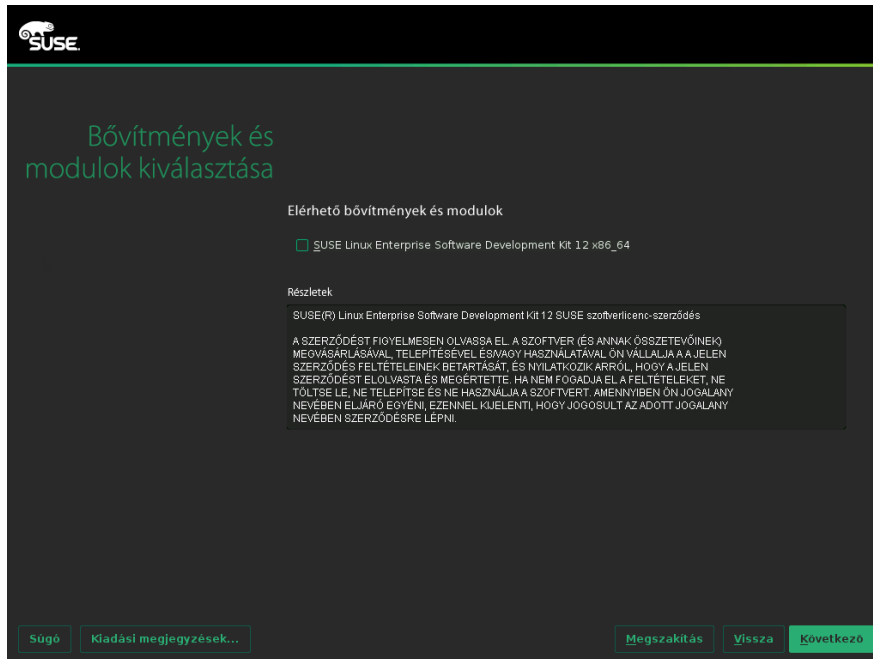 SUSE.
Bővítmények és
modulok kiválasztása
Elérhető bővítmények és modulok
SUSE Linux Enterprise Software Development Kit 12 x86_64
Részletek
SUSE(R) Linux Enterprise Software Development Kit 12 SUSE szoftverlicenc-szerződés
A SZERZŐDÉST FIGYELMESEN OLVASSA EL. A SZOFTVER (ÉS ANNAK ÖSSZETEVŐINEK)
MEGVÁSÁRLÁSÁVAL, TELEPÍTÉSÉVEL ÉS/VAGY HASZNÁLATÁVAL ÖN VÁLLALJA A A JELEN
SZERZŐDÉS FELTÉTELEINEK BETARTÁSÁT, ÉS NYILATKOZIK ARRÓL, HOGY A JELEN
SZERZŐDÉST ELOLVASTA ÉS MEGÉRTETTE. HA NEM FOGADJA EL A FELTÉTELEKET, NE
TÖLTSE LE, NE TELEPÍTSE ÉS NE HASZNÁLJA A SZOFTVERT. AMENNYIBEN ÖN JOGALANY
NEVÉBEN ELJÁRÓ EGYÉNI, EZENNEL KIJELENTI, HOGY JOGOSULT AZ ADOTT JOGALANY
NEVÉBEN SZERZŐDÉSRE LÉPNI.
Súgó Kiadási megjegyzések... Megszakítás Vissza Következő